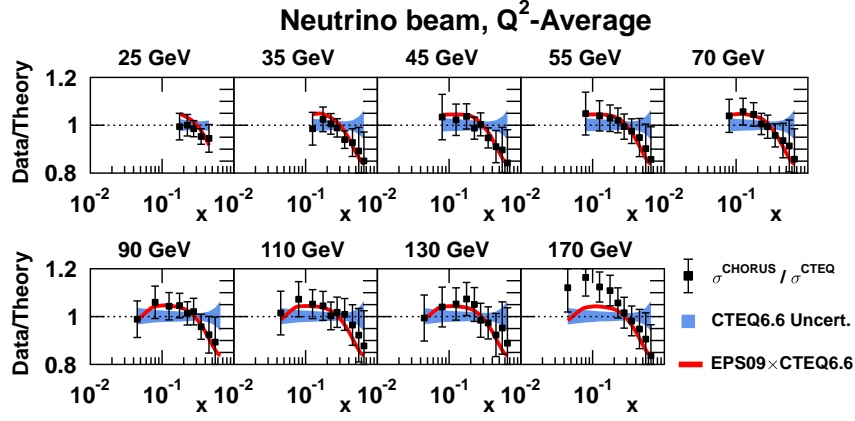 Neutrino beam, Q²-Average
25 GeV 35 GeV 45 GeV 55 GeV 70 GeV
Data/Theory
1.2
1
0.8
10⁻² 10⁻¹ x 10⁻² 10⁻¹ x 10⁻² 10⁻¹ x 10⁻² 10⁻¹ x 10⁻² 10⁻¹ x
90 GeV 110 GeV 130 GeV 170 GeV
Data/Theory
1.2
1
0.8
10⁻² 10⁻¹ x 10⁻² 10⁻¹ x 10⁻² 10⁻¹ x 10⁻² 10⁻¹ x
σ^CHORUS / σ^CTEQ
CTEQ6.6 Uncert.
EPS09×CTEQ6.6